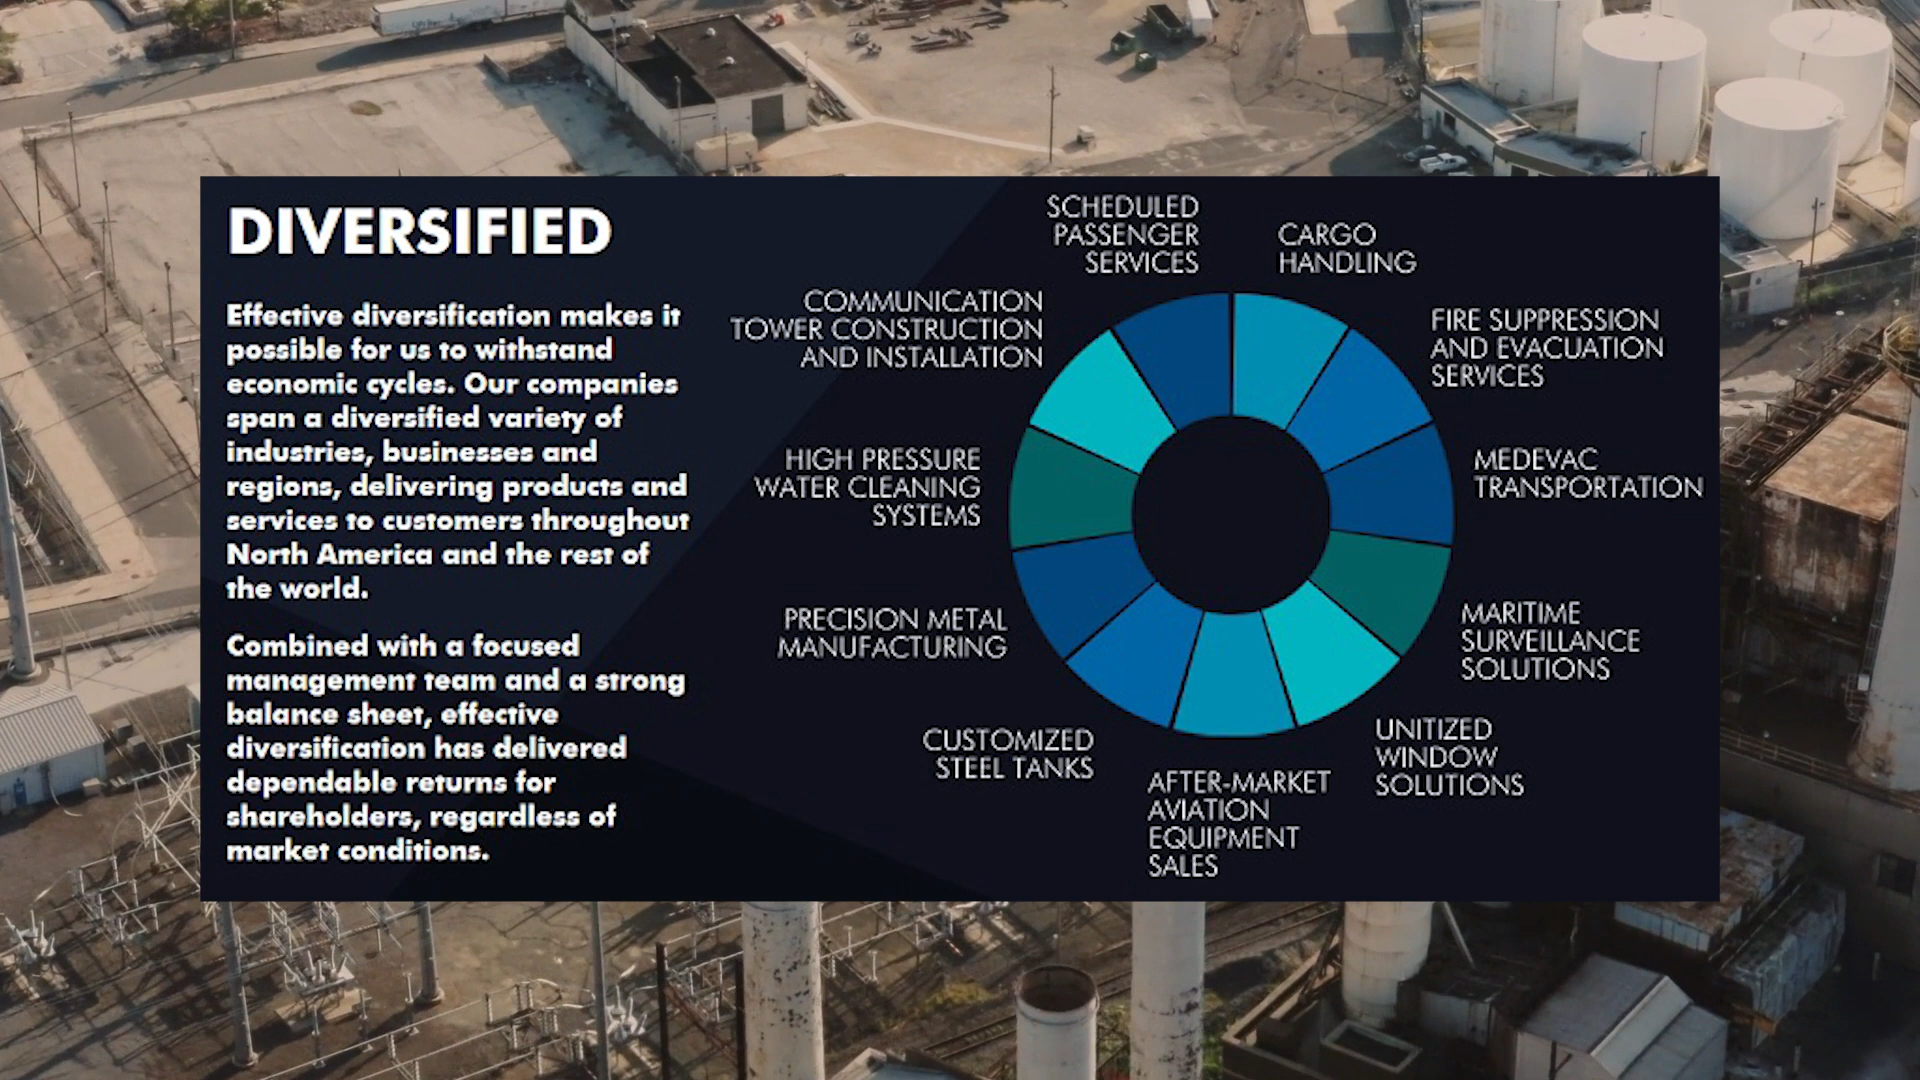 DIVERSIFIED
Effective diversification makes it
possible for us to withstand
economic cycles. Our companies
span a diversified variety of
industries, businesses and
regions, delivering products and
services to customers throughout
North America and the rest of
the world.
Combined with a focused
management team and a strong
balance sheet, effective
diversification has delivered
dependable returns for
shareholders, regardless of
market conditions.
SCHEDULED
PASSENGER
SERVICES
CARGO
HANDLING
FIRE SUPPRESSION
AND EVACUATION
SERVICES
MEDEVAC
TRANSPORTATION
MARITIME
SURVEILLANCE
SOLUTIONS
UNITIZED
WINDOW
SOLUTIONS
AFTER-MARKET
AVIATION
EQUIPMENT
SALES
CUSTOMIZED
STEEL TANKS
PRECISION METAL
MANUFACTURING
HIGH PRESSURE
WATER CLEANING
SYSTEMS
COMMUNICATION
TOWER CONSTRUCTION
AND INSTALLATION